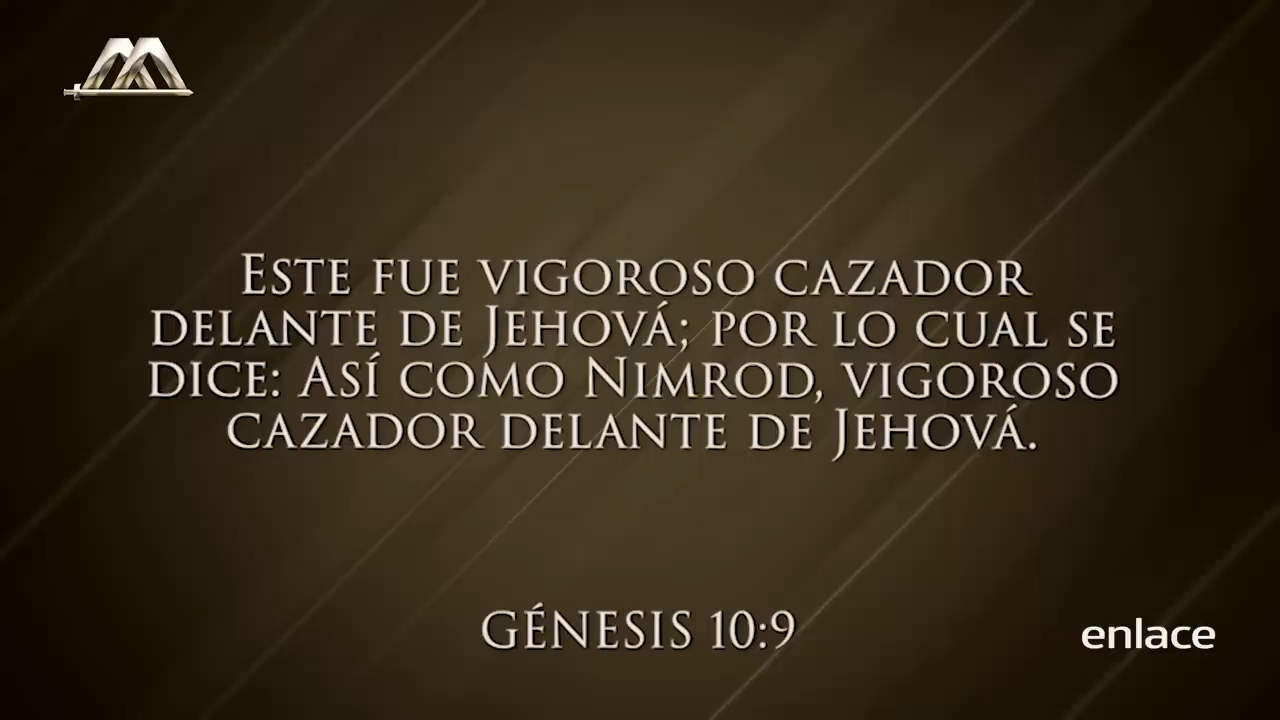 Este fue vigoroso cazador
delante de Jehová; por lo cual se
dice: Así como Nimrod, vigoroso
cazador delante de Jehová.
GÉNESIS 10:9
enlace